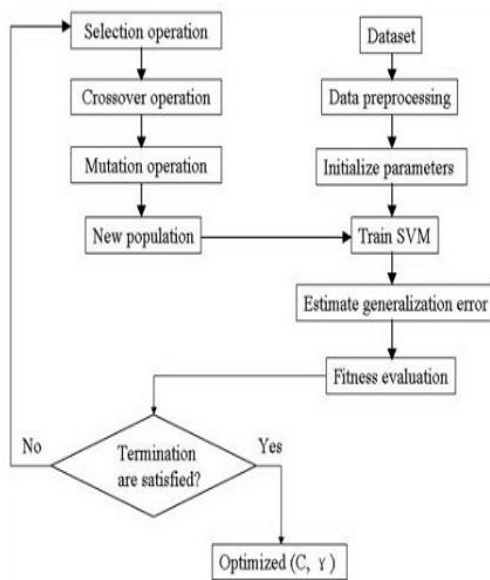 Selection operation
Crossover operation
Mutation operation
New population
Dataset
Data preprocessing
Initialize parameters
Train SVM
Estimate generalization error
Fitness evaluation
No
Termination
are satisfied?
Yes
Optimized (C, γ)